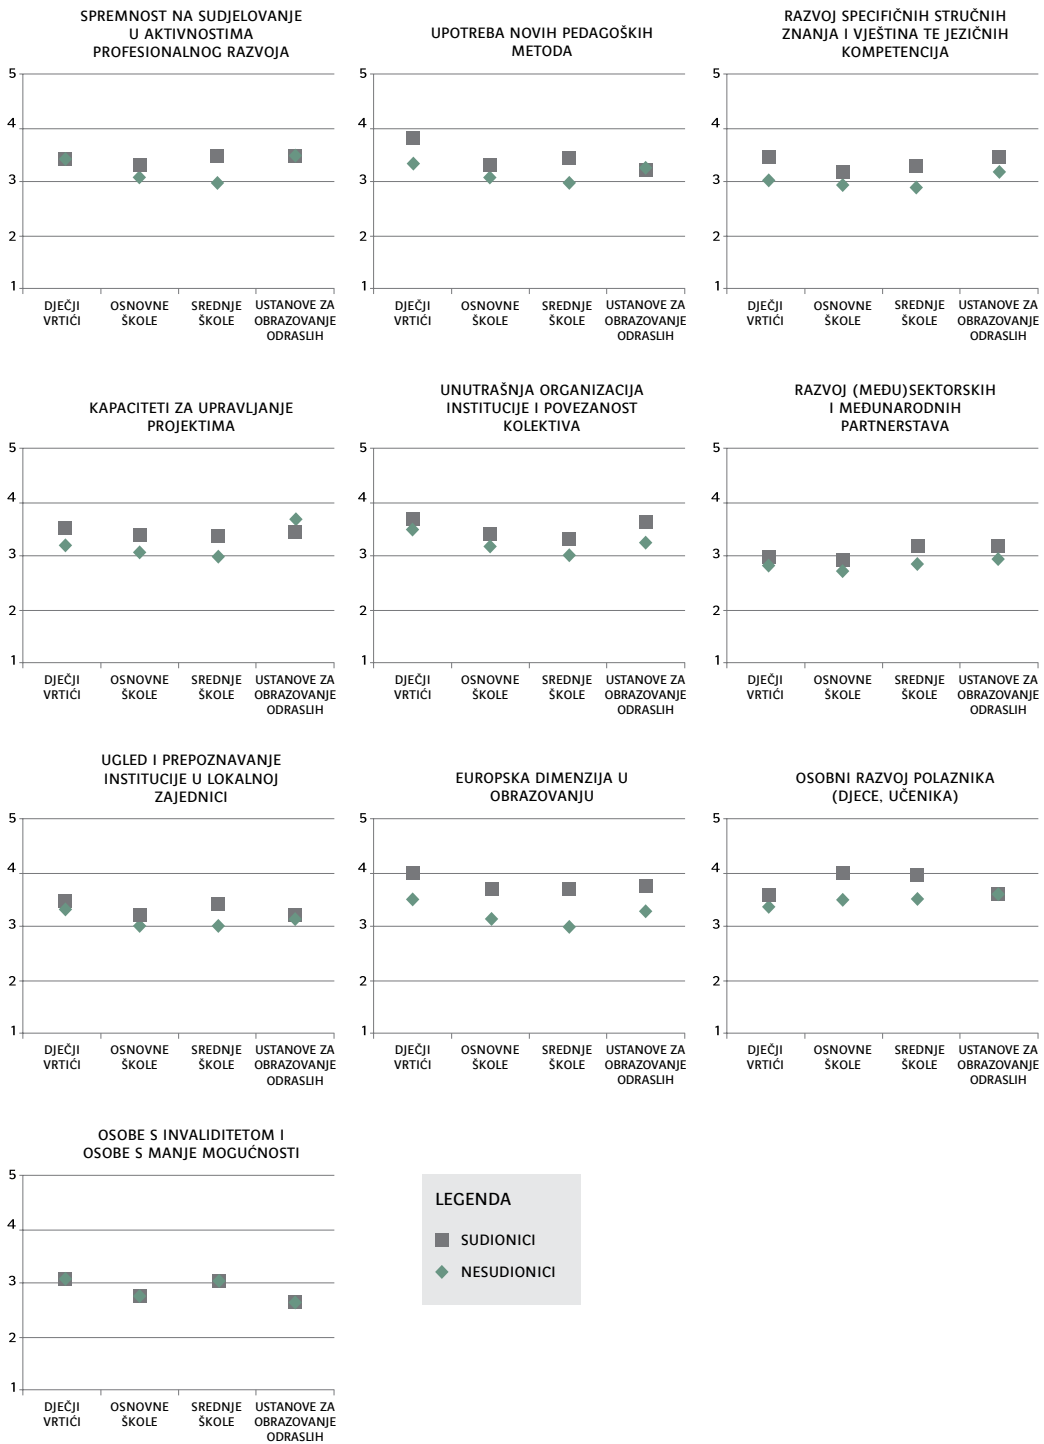 SPREMNOST NA SUDJELOVANJE
U AKTIVNOSTIMA
PROFESIONALNOG RAZVOJA
5
4
3
2
1
DJEČJI
VRTIĆI
OSNOVNE
ŠKOLE
SREDNJE
ŠKOLE
USTANOVE ZA
OBRAZOVANJE
ODRASLIH
UPOTREBA NOVIH PEDAGOŠKIH
METODA
5
4
3
2
1
DJEČJI
VRTIĆI
OSNOVNE
ŠKOLE
SREDNJE
ŠKOLE
USTANOVE ZA
OBRAZOVANJE
ODRASLIH
RAZVOJ SPECIFIČNIH STRUČNIH
ZNANJA I VJEŠTINA TE JEZIČNIH
KOMPETENCIJA
5
4
3
2
1
DJEČJI
VRTIĆI
OSNOVNE
ŠKOLE
SREDNJE
ŠKOLE
USTANOVE ZA
OBRAZOVANJE
ODRASLIH
KAPACITETI ZA UPRAVLJANJE
PROJEKTIMA
5
4
3
2
1
DJEČJI
VRTIĆI
OSNOVNE
ŠKOLE
SREDNJE
ŠKOLE
USTANOVE ZA
OBRAZOVANJE
ODRASLIH
UNUTRAŠNJA ORGANIZACIJA
INSTITUCIJE I POVEZANOST
KOLEKTIVA
5
4
3
2
1
DJEČJI
VRTIĆI
OSNOVNE
ŠKOLE
SREDNJE
ŠKOLE
USTANOVE ZA
OBRAZOVANJE
ODRASLIH
RAZVOJ (MEĐU)SEKTORSKIH
I MEĐUNARODNIH
PARTNERSTAVA
5
4
3
2
1
DJEČJI
VRTIĆI
OSNOVNE
ŠKOLE
SREDNJE
ŠKOLE
USTANOVE ZA
OBRAZOVANJE
ODRASLIH
UGLED I PREPOZNAVANJE
INSTITUCIJE U LOKALNOJ
ZAJEDNICI
5
4
3
2
1
DJEČJI
VRTIĆI
OSNOVNE
ŠKOLE
SREDNJE
ŠKOLE
USTANOVE ZA
OBRAZOVANJE
ODRASLIH
EUROPSKA DIMENZIJA U
OBRAZOVANJU
5
4
3
2
1
DJEČJI
VRTIĆI
OSNOVNE
ŠKOLE
SREDNJE
ŠKOLE
USTANOVE ZA
OBRAZOVANJE
ODRASLIH
OSOBNI RAZVOJ POLAZNIKA
(DJECE, UČENIKA)
5
4
3
2
1
DJEČJI
VRTIĆI
OSNOVNE
ŠKOLE
SREDNJE
ŠKOLE
USTANOVE ZA
OBRAZOVANJE
ODRASLIH
OSOBE S INVALIDITETOM I
OSOBE S MANJE MOGUĆNOSTI
5
4
3
2
1
DJEČJI
VRTIĆI
OSNOVNE
ŠKOLE
SREDNJE
ŠKOLE
USTANOVE ZA
OBRAZOVANJE
ODRASLIH
LEGENDA
SUDIONICI
NESUDIONICI